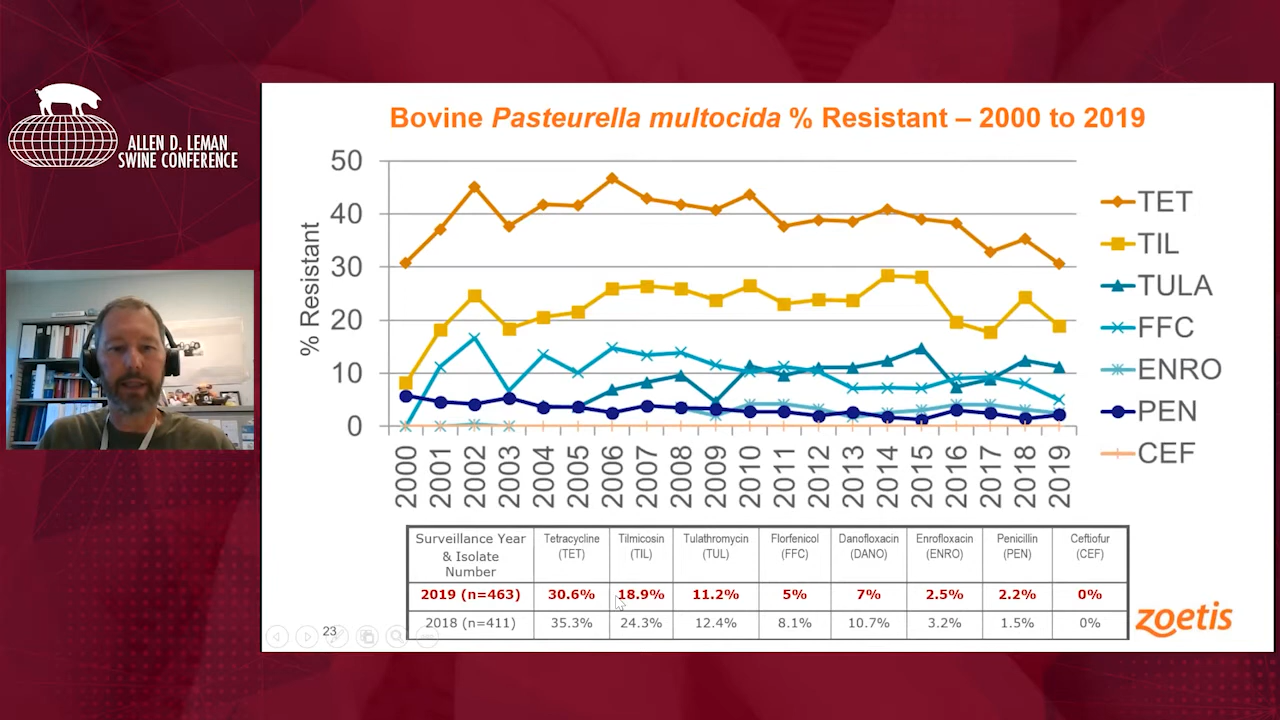 ALLEN D. LEMAN
SWINE CONFERENCE
Bovine Pasteurella multocida % Resistant – 2000 to 2019
% Resistant
50
40
30
20
10
0
2000 2001 2002 2003 2004 2005 2006 2007 2008 2009 2010 2011 2012 2013 2014 2015 2016 2017 2018 2019
TET
TIL
TULA
FFC
ENRO
PEN
CEF
Surveillance Year & Isolate Number Tetracycline (TET) Tilmicosin (TIL) Tulathromycin (TUL) Florfenicol (FFC) Danofloxacin (DANO) Enrofloxacin (ENRO) Penicillin (PEN) Ceftiofur (CEF)
2019 (n=463) 30.6% 18.9% 11.2% 5% 7% 2.5% 2.2% 0%
2018 (n=411) 35.3% 24.3% 12.4% 8.1% 10.7% 3.2% 1.5% 0%
23
zoetis